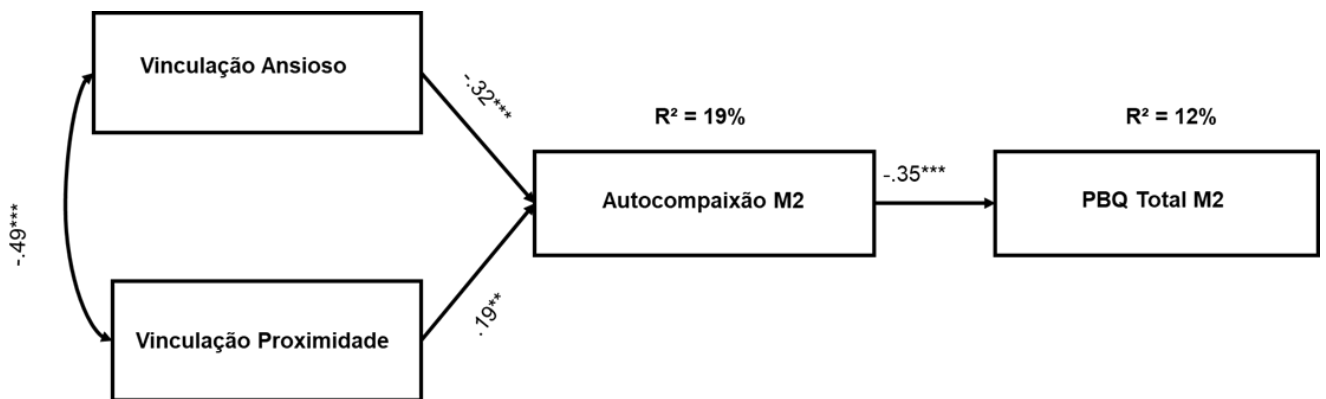 Vinculação Ansioso
-.32***
R² = 19%
R² = 12%
-.49***
Autocompaixão M2
-.35***
PBQ Total M2
Vinculação Proximidade
.19**